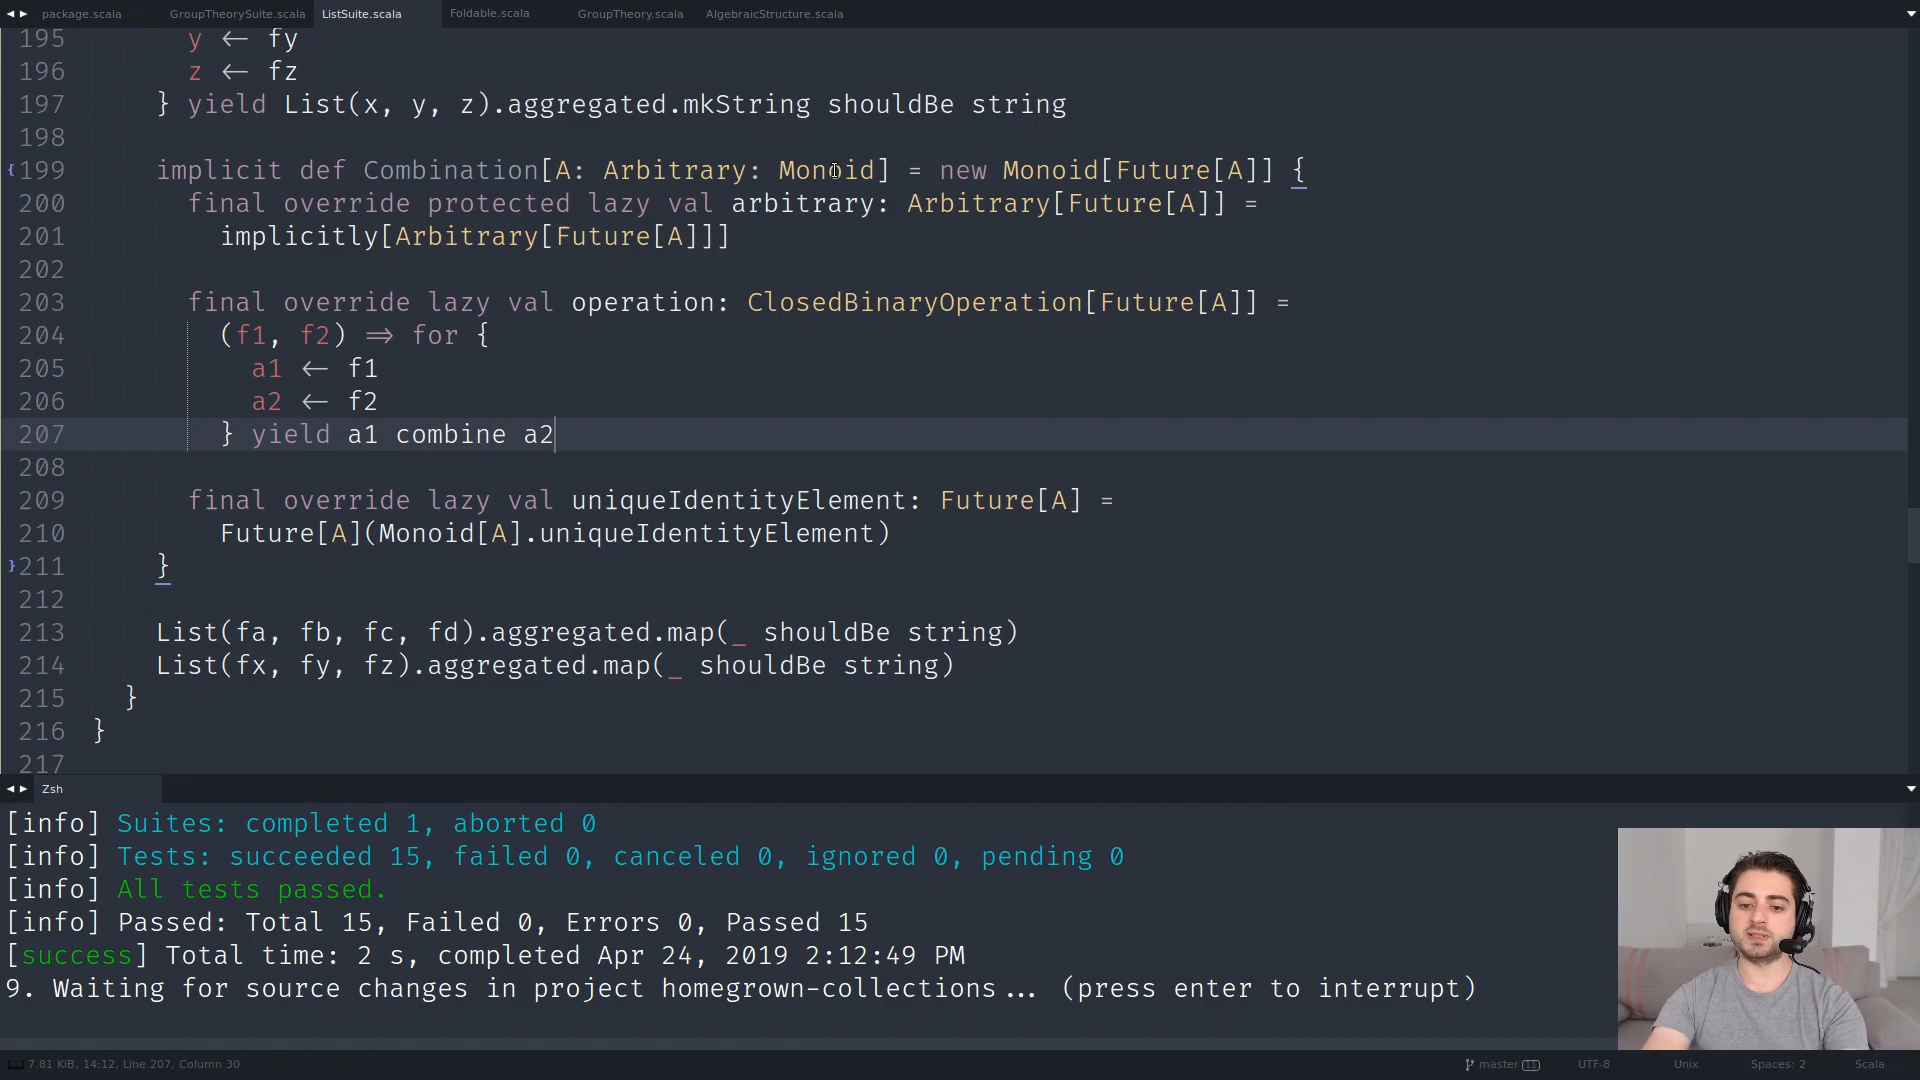 package.scala GroupTheorySuite.scala ListSuite.scala Foldable.scala GroupTheory.scala AlgebraicStructure.scala
195 y ← fy
196 z ← fz
197 } yield List(x, y, z).aggregated.mkString shouldBe string
198
199 implicit def Combination[A: Arbitrary: Monoid] = new Monoid[Future[A]] {
200 final override protected lazy val arbitrary: Arbitrary[Future[A]] =
201 implicitly[Arbitrary[Future[A]]]
202
203 final override lazy val operation: ClosedBinaryOperation[Future[A]] =
204 (f1, f2) ⇒ for {
205 a1 ← f1
206 a2 ← f2
207 } yield a1 combine a2
208
209 final override lazy val uniqueIdentityElement: Future[A] =
210 Future[A](Monoid[A].uniqueIdentityElement)
211 }
212
213 List(fa, fb, fc, fd).aggregated.map(_ shouldBe string)
214 List(fx, fy, fz).aggregated.map(_ shouldBe string)
215 }
216 }
217
Zsh
[info] Suites: completed 1, aborted 0
[info] Tests: succeeded 15, failed 0, canceled 0, ignored 0, pending 0
[info] All tests passed.
[info] Passed: Total 15, Failed 0, Errors 0, Passed 15
[success] Total time: 2 s, completed Apr 24, 2019 2:12:49 PM
9. Waiting for source changes in project homegrown-collections... (press enter to interrupt)
7.81 KiB, 14:12, Line 207, Column 30 master 11 UTF-8 Unix Spaces: 2 Scala